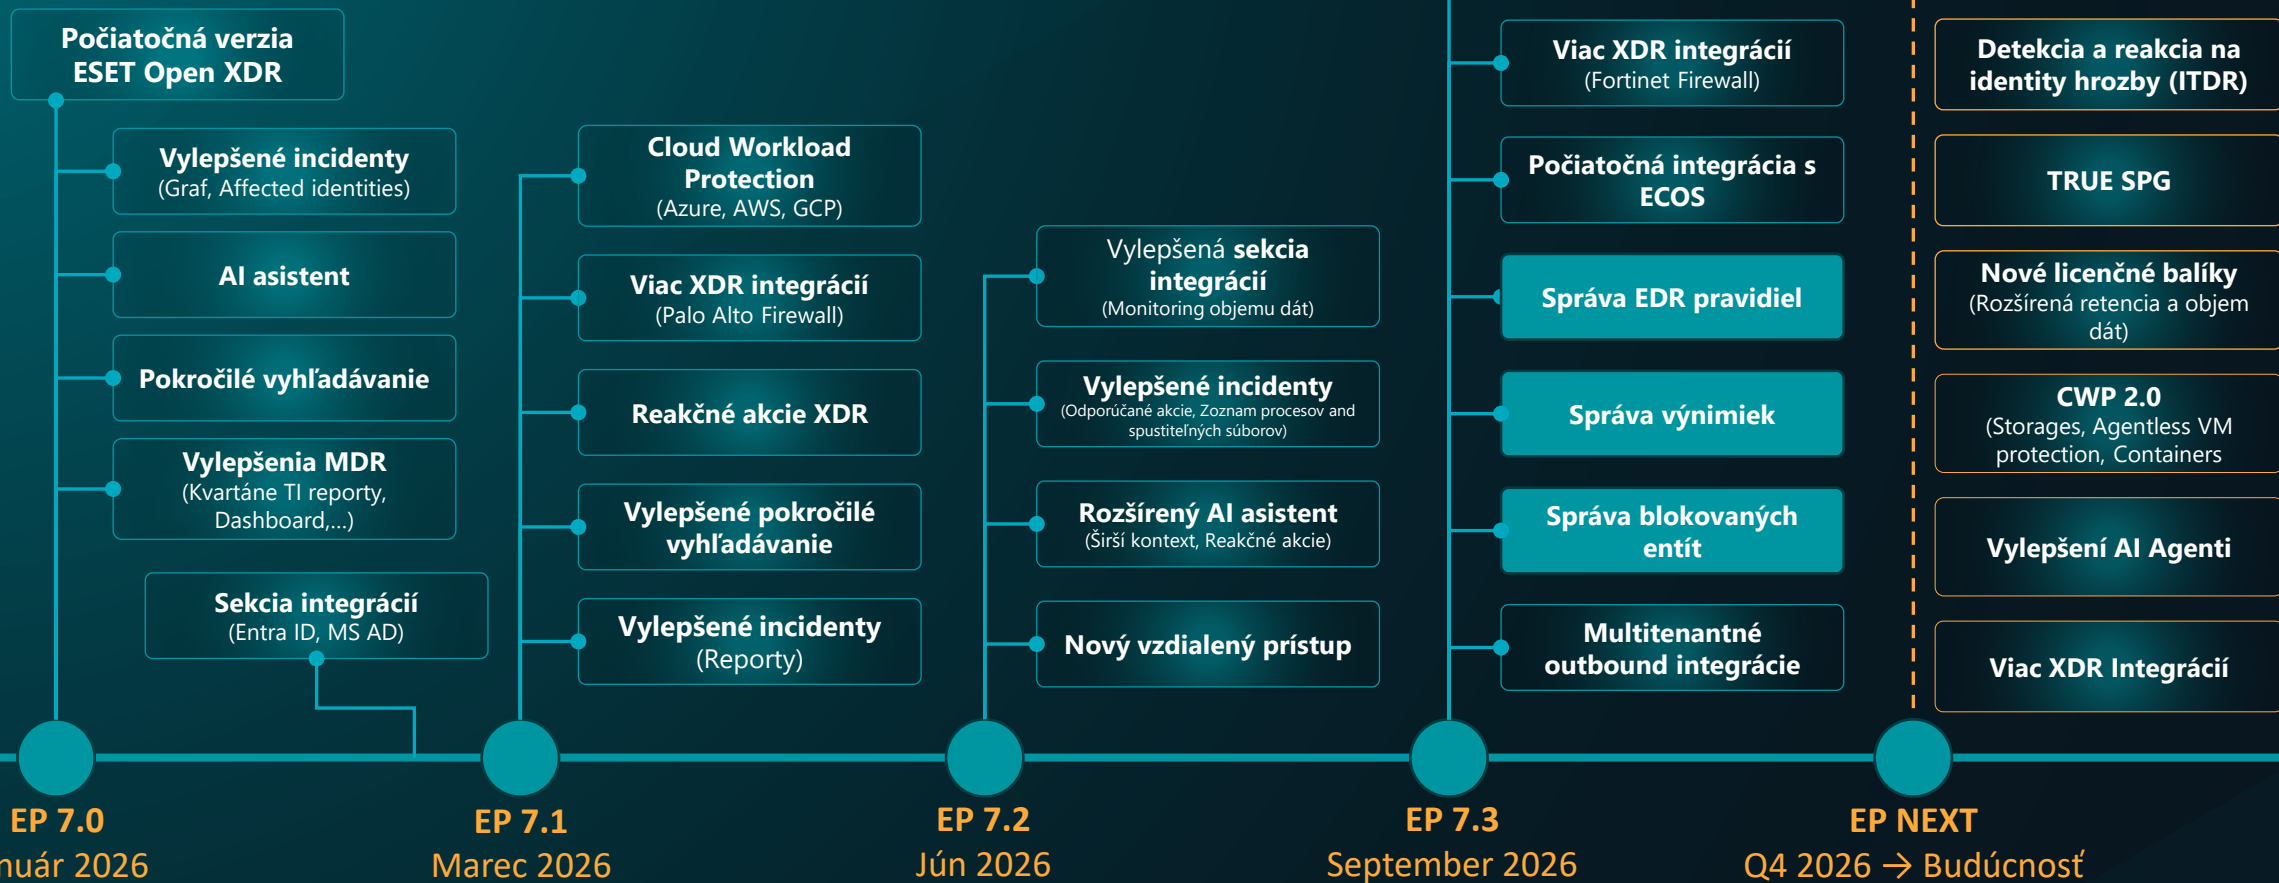 Počiatočná verzia
ESET Open XDR
Vylepšené incidenty
(Graf, Affected identities)
AI asistent
Pokročilé vyhľadávanie
Vylepšenia MDR
(Kvartáne TI reporty,
Dashboard,...)
Sekcia integrácií
(Entra ID, MS AD)
Cloud Workload
Protection
(Azure, AWS, GCP)
Viac XDR integrácií
(Palo Alto Firewall)
Reakčné akcie XDR
Vylepšené pokročilé
vyhľadávanie
Vylepšené incidenty
(Reporty)
Vylepšená sekcia
integrácií
(Monitoring objemu dát)
Vylepšené incidenty
(Odporúčané akcie, Zoznam procesov and
spustiteľných súborov)
Rozšírený AI asistent
(Širší kontext, Reakčné akcie)
Nový vzdialený prístup
Viac XDR integrácií
(Fortinet Firewall)
Počiatočná integrácia s
ECOS
Správa EDR pravidiel
Správa výnimiek
Správa blokovaných
entít
Multitenantné
outbound integrácie
Detekcia a reakcia na
identity hrozby (ITDR)
TRUE SPG
Nové licenčné balíky
(Rozšírená retencia a objem
dát)
CWP 2.0
(Storages, Agentless VM
protection, Containers
Vylepšení AI Agenti
Viac XDR Integrácií
EP 7.0
nuár 2026
EP 7.1
Marec 2026
EP 7.2
Jún 2026
EP 7.3
September 2026
EP NEXT
Q4 2026 → Budúcnosť